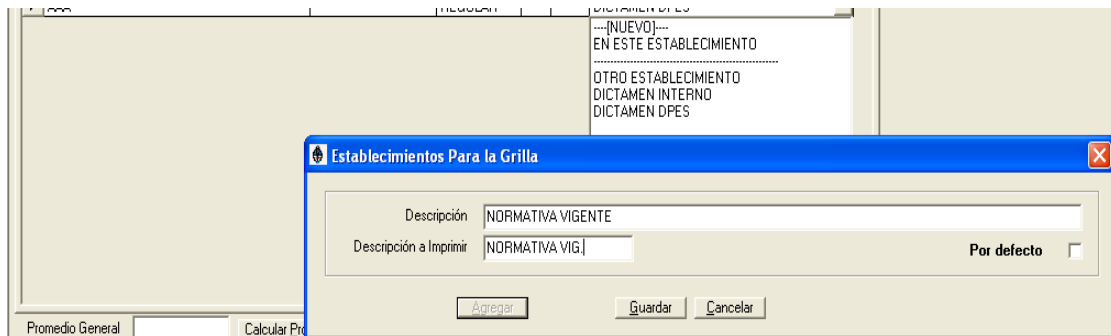 REGULAR DICTAMEN DPES
----[NUEVO]----
EN ESTE ESTABLECIMIENTO
--------------------------------------------------------
OTRO ESTABLECIMIENTO
DICTAMEN INTERNO
DICTAMEN DPES
Establecimientos Para la Grilla
Descripción NORMATIVA VIGENTE
Descripción a Imprimir NORMATIVA VIG. Por defecto
Agregar Guardar Cancelar
Promedio General Calcular